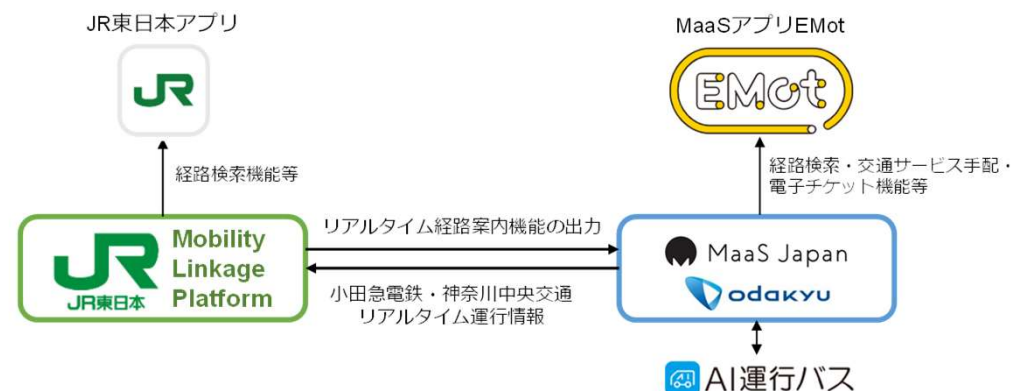 JR東日本アプリ
JR
経路検索機能等
MaaSアプリEMot
EMot
経路検索・交通サービス手配・
電子チケット機能等
JR
JR東日本
Mobility
Linkage
Platform
リアルタイム経路案内機能の出力
小田急電鉄・神奈川中央交通
リアルタイム運行情報
MaaS Japan
odakyu
AI運行バス